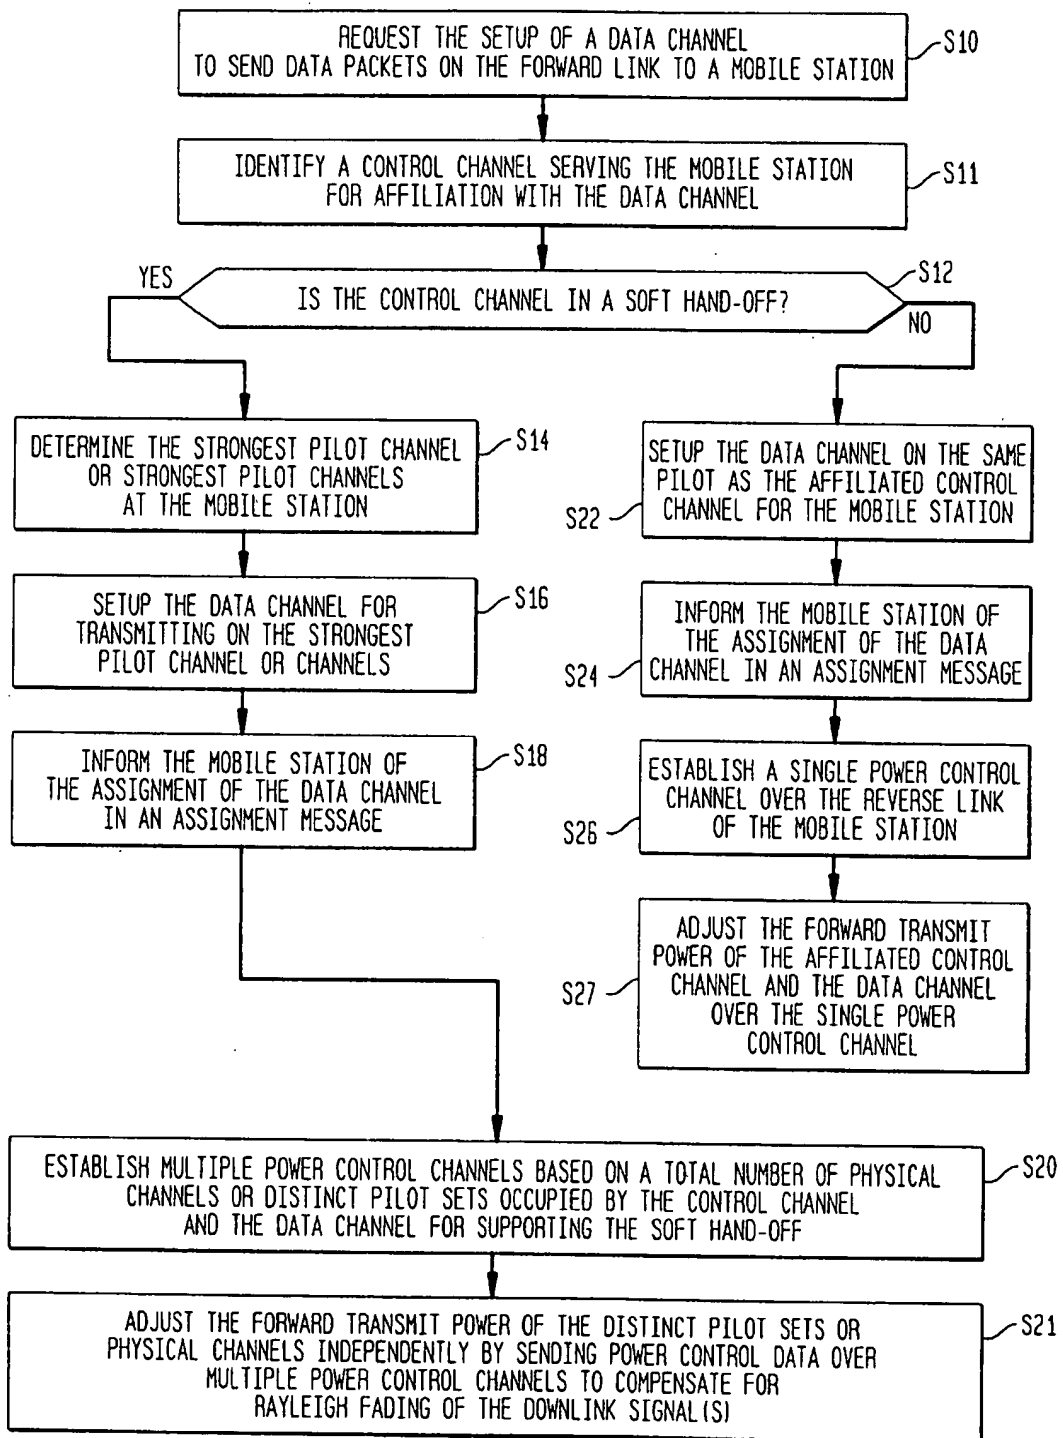 REQUEST THE SETUP OF A DATA CHANNEL
TO SEND DATA PACKETS ON THE FORWARD LINK TO A MOBILE STATION
S10
IDENTIFY A CONTROL CHANNEL SERVING THE MOBILE STATION
FOR AFFILIATION WITH THE DATA CHANNEL
S11
YES
IS THE CONTROL CHANNEL IN A SOFT HAND-OFF?
S12
NO
DETERMINE THE STRONGEST PILOT CHANNEL
OR STRONGEST PILOT CHANNELS
AT THE MOBILE STATION
S14
SETUP THE DATA CHANNEL FOR
TRANSMITTING ON THE STRONGEST
PILOT CHANNEL OR CHANNELS
S16
INFORM THE MOBILE STATION OF
THE ASSIGNMENT OF THE DATA CHANNEL
IN AN ASSIGNMENT MESSAGE
S18
SETUP THE DATA CHANNEL ON THE SAME
PILOT AS THE AFFILIATED CONTROL
CHANNEL FOR THE MOBILE STATION
S22
INFORM THE MOBILE STATION OF
THE ASSIGNMENT OF THE DATA
CHANNEL IN AN ASSIGNMENT MESSAGE
S24
ESTABLISH A SINGLE POWER CONTROL
CHANNEL OVER THE REVERSE LINK
OF THE MOBILE STATION
S26
ADJUST THE FORWARD TRANSMIT
POWER OF THE AFFILIATED CONTROL
CHANNEL AND THE DATA CHANNEL
OVER THE SINGLE POWER
CONTROL CHANNEL
S27
ESTABLISH MULTIPLE POWER CONTROL CHANNELS BASED ON A TOTAL NUMBER OF PHYSICAL
CHANNELS OR DISTINCT PILOT SETS OCCUPIED BY THE CONTROL CHANNEL
AND THE DATA CHANNEL FOR SUPPORTING THE SOFT HAND-OFF
S20
ADJUST THE FORWARD TRANSMIT POWER OF THE DISTINCT PILOT SETS OR
PHYSICAL CHANNELS INDEPENDENTLY BY SENDING POWER CONTROL DATA OVER
MULTIPLE POWER CONTROL CHANNELS TO COMPENSATE FOR
RAYLEIGH FADING OF THE DOWNLINK SIGNAL(S)
S21